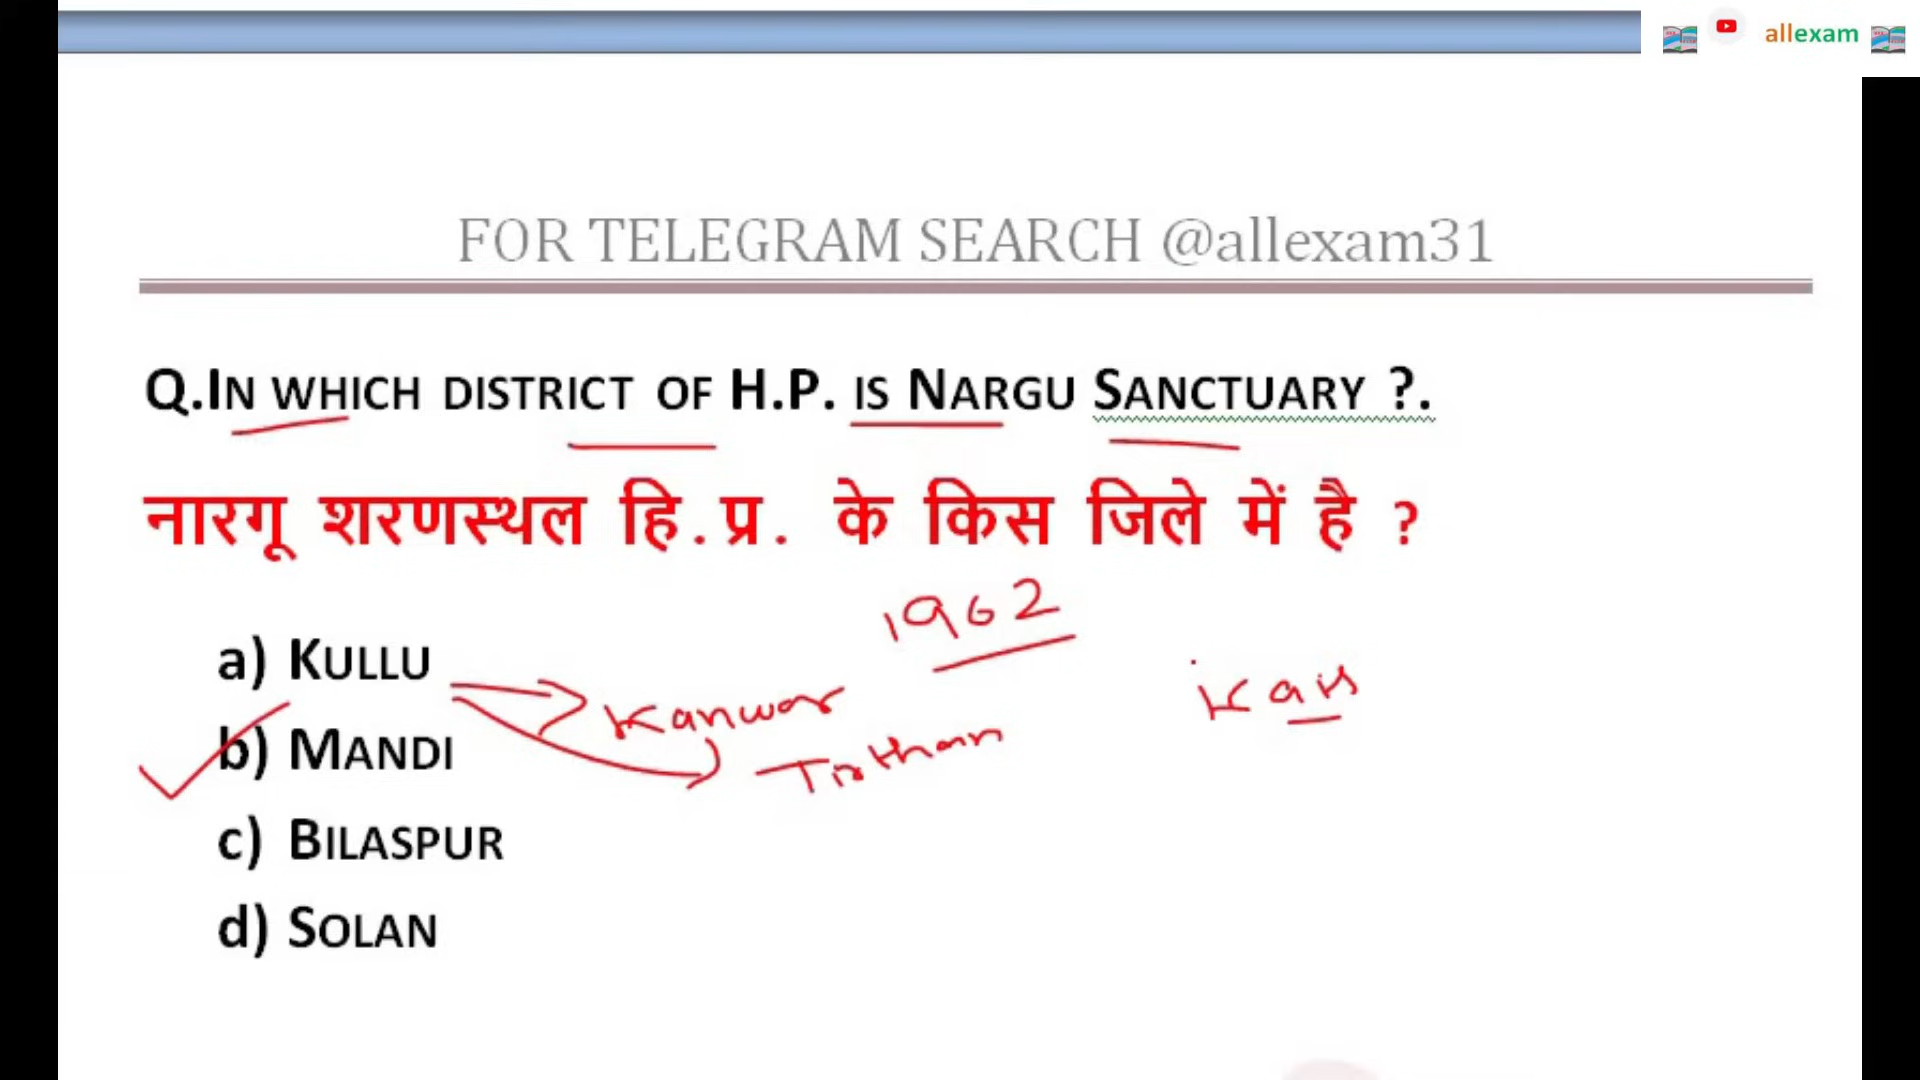 allexam
FOR TELEGRAM SEARCH @allexam31
Q.IN WHICH DISTRICT OF H.P. IS NARGU SANCTUARY ?.
नारगू शरणस्थल हि.प्र. के किस जिले में है ?
1962
a) KULLU
Kanwar
Kais
b) MANDI
Tirthan
c) BILASPUR
d) SOLAN